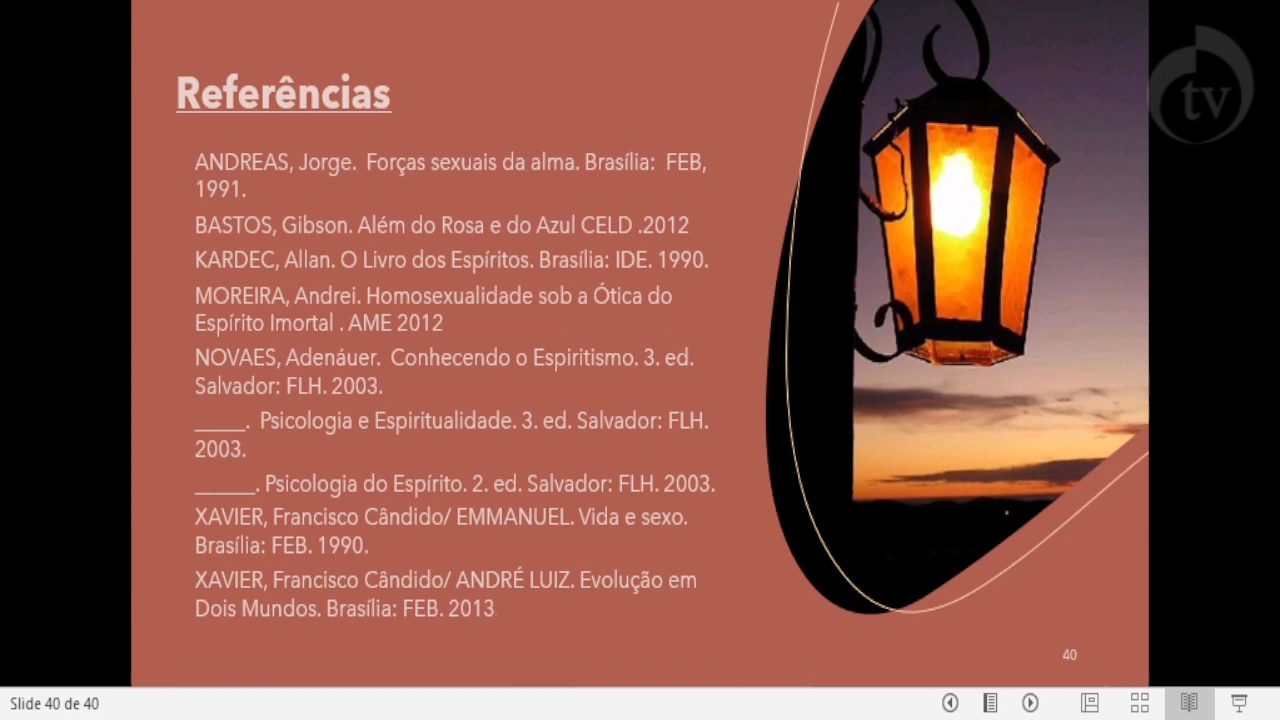 Referências
ANDREAS, Jorge.  Forças sexuais da alma. Brasília:  FEB,
1991.
BASTOS, Gibson. Além do Rosa e do Azul CELD .2012
KARDEC, Allan. O Livro dos Espíritos. Brasília: IDE. 1990.
MOREIRA, Andrei. Homosexualidade sob a Ótica do
Espírito Imortal . AME 2012
NOVAES, Adenáuer.  Conhecendo o Espiritismo. 3. ed.
Salvador: FLH. 2003.
_____.  Psicologia e Espiritualidade. 3. ed. Salvador: FLH.
2003.
______. Psicologia do Espírito. 2. ed. Salvador: FLH. 2003.
XAVIER, Francisco Cândido/ EMMANUEL. Vida e sexo.
Brasília: FEB. 1990.
XAVIER, Francisco Cândido/ ANDRÉ LUIZ. Evolução em
Dois Mundos. Brasília: FEB. 2013
40
tv
Slide 40 de 40